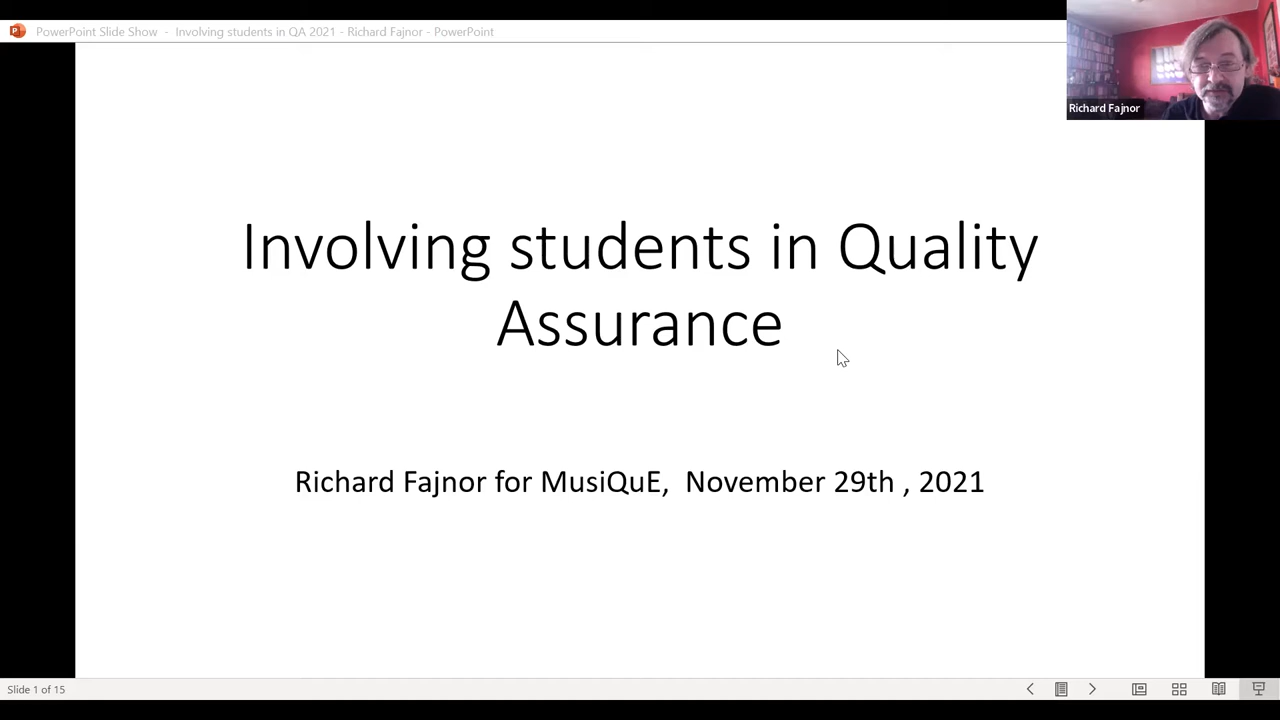 PowerPoint Slide Show - Involving students in QA 2021 - Richard Fajnor - PowerPoint
Richard Fajnor
Involving students in Quality
Assurance
Richard Fajnor for MusiQuE, November 29th , 2021
Slide 1 of 15